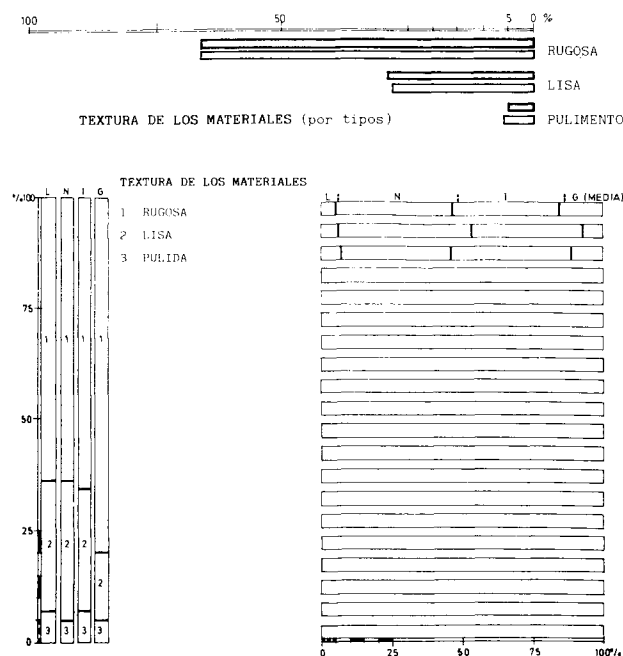 100 50 5 0 %
RUGOSA
LISA
TEXTURA DE LOS MATERIALES (por tipos)
PULIMENTO
TEXTURA DE LOS MATERIALES
1 RUGOSA
2 LISA
3 PULIDA
L N I G
%100
75
50
25
0
1 1 1 1
2 2 2 2
3 3 3 3
L N I G (MEDIA)
0 25 50 75 100%